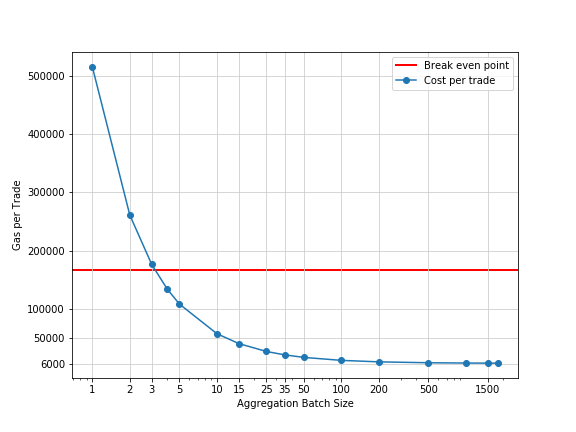 Break even point
Cost per trade
Gas per Trade
500000
400000
300000
200000
100000
50000
6000
1 2 3 5 10 15 25 35 50 100 200 500 1500
Aggregation Batch Size